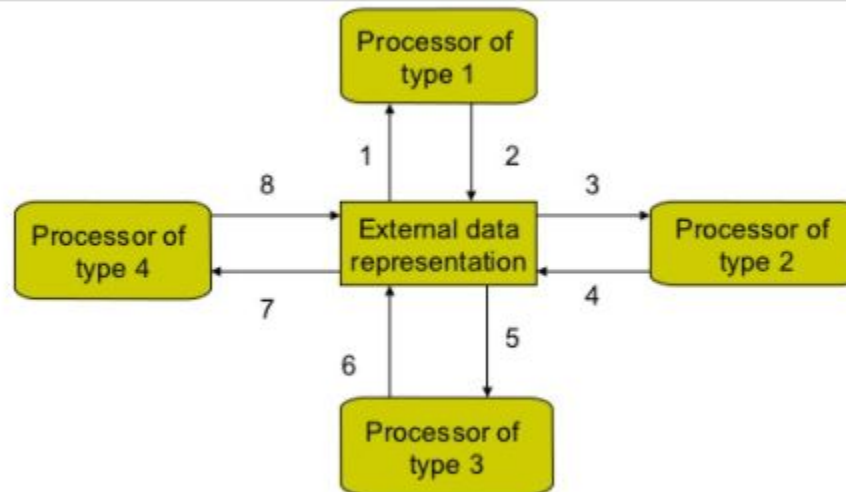 Processor of
type 1
1
2
8
3
Processor of
type 4
External data
representation
Processor of
type 2
7
4
6
5
Processor of
type 3